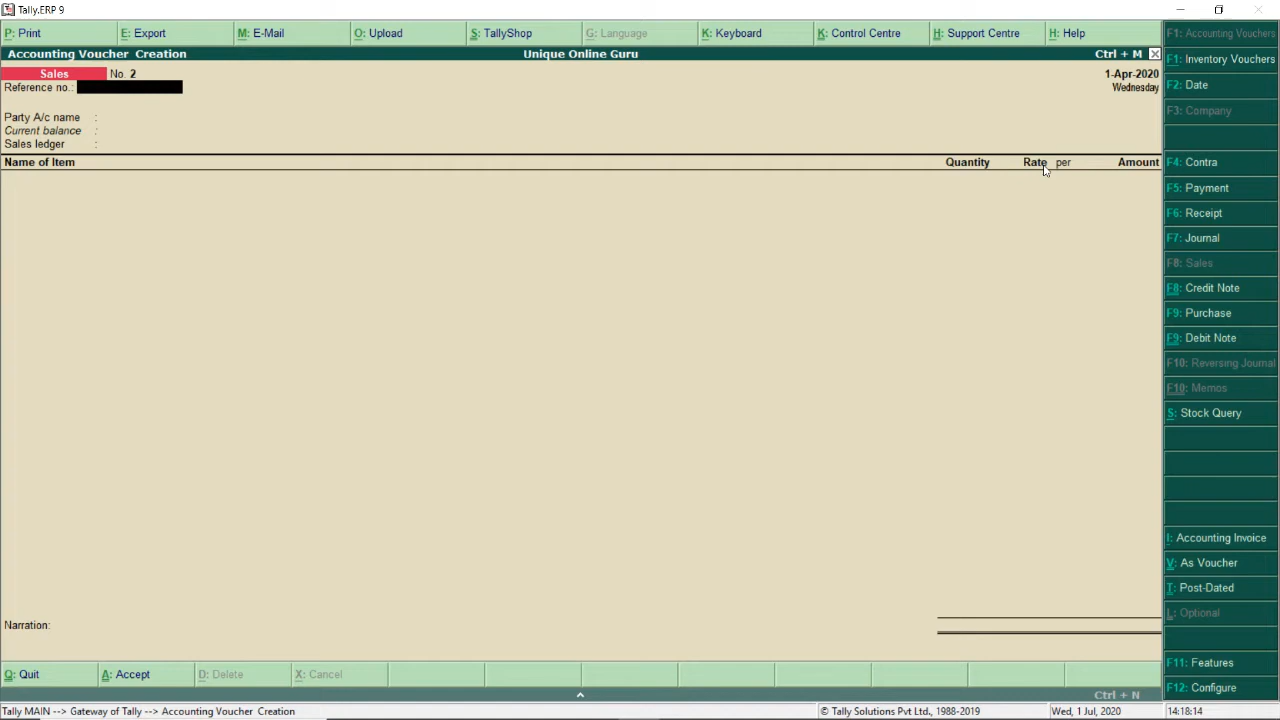 Tally.ERP 9
P: Print E: Export M: E-Mail O: Upload S: TallyShop G: Language K: Keyboard K: Control Centre H: Support Centre H: Help
Accounting Voucher Creation Unique Online Guru Ctrl + M
Sales No. 2 1-Apr-2020
Reference no.: Wednesday
Party A/c name :
Current balance :
Sales ledger :
Name of Item Quantity Rate per Amount
Narration:
Q: Quit A: Accept D: Delete X: Cancel
Ctrl + N
F1: Accounting Vouchers
F1: Inventory Vouchers
F2: Date
F3: Company
F4: Contra
F5: Payment
F6: Receipt
F7: Journal
F8: Sales
F8: Credit Note
F9: Purchase
F9: Debit Note
F10: Reversing Journal
F10: Memos
S: Stock Query
I: Accounting Invoice
V: As Voucher
T: Post-Dated
L: Optional
F11: Features
F12: Configure
Tally MAIN --> Gateway of Tally --> Accounting Voucher Creation © Tally Solutions Pvt Ltd., 1988-2019 Wed, 1 Jul, 2020 14:18:14